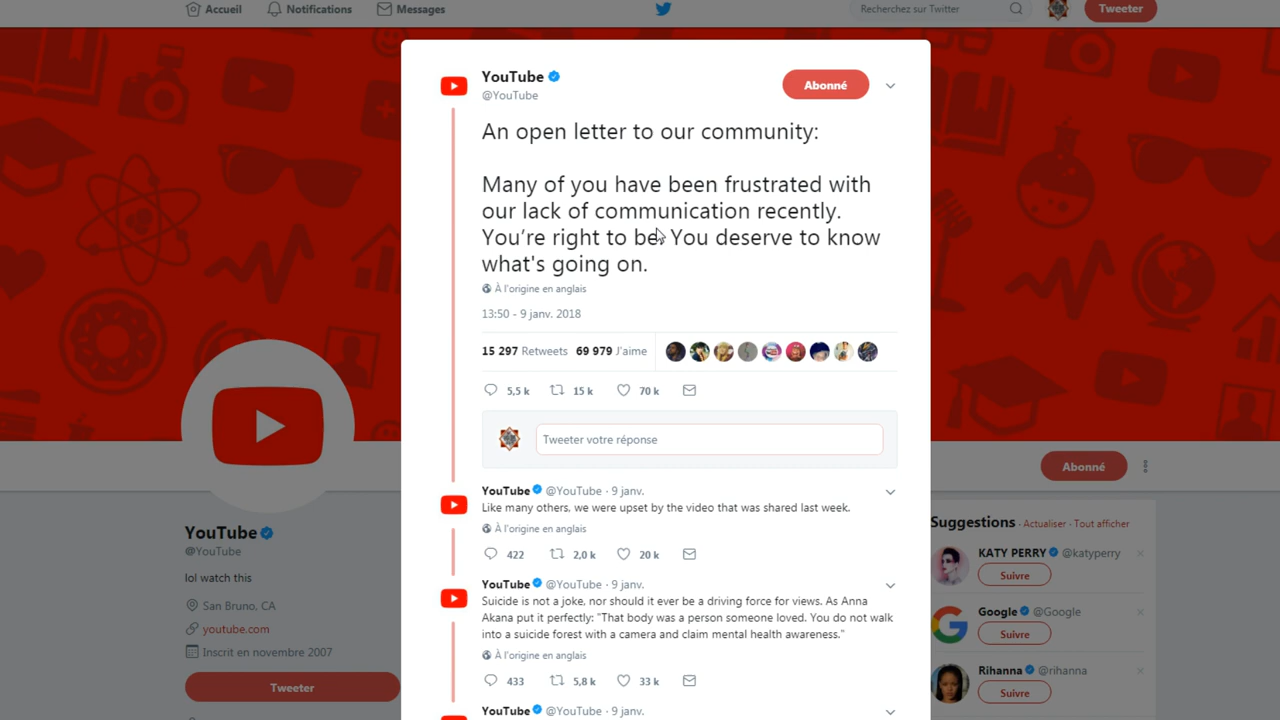 Accueil Notifications Messages Recherchez sur Twitter Tweeter
YouTube
@YouTube
Abonné
An open letter to our community:
Many of you have been frustrated with
our lack of communication recently.
You're right to be. You deserve to know
what's going on.
À l'origine en anglais
13:50 - 9 janv. 2018
15 297 Retweets 69 979 J'aime
5,5 k 15 k 70 k
Tweeter votre réponse
YouTube @YouTube · 9 janv.
Like many others, we were upset by the video that was shared last week.
À l'origine en anglais
422 2,0 k 20 k
YouTube @YouTube · 9 janv.
Suicide is not a joke, nor should it ever be a driving force for views. As Anna
Akana put it perfectly: "That body was a person someone loved. You do not walk
into a suicide forest with a camera and claim mental health awareness."
À l'origine en anglais
433 5,8 k 33 k
YouTube @YouTube · 9 janv.
YouTube
@YouTube
lol watch this
San Bruno, CA
youtube.com
Inscrit en novembre 2007
Tweeter
Abonné
Suggestions · Actualiser · Tout afficher
KATY PERRY @katyperry
Suivre
Google @Google
Suivre
Rihanna @rihanna
Suivre